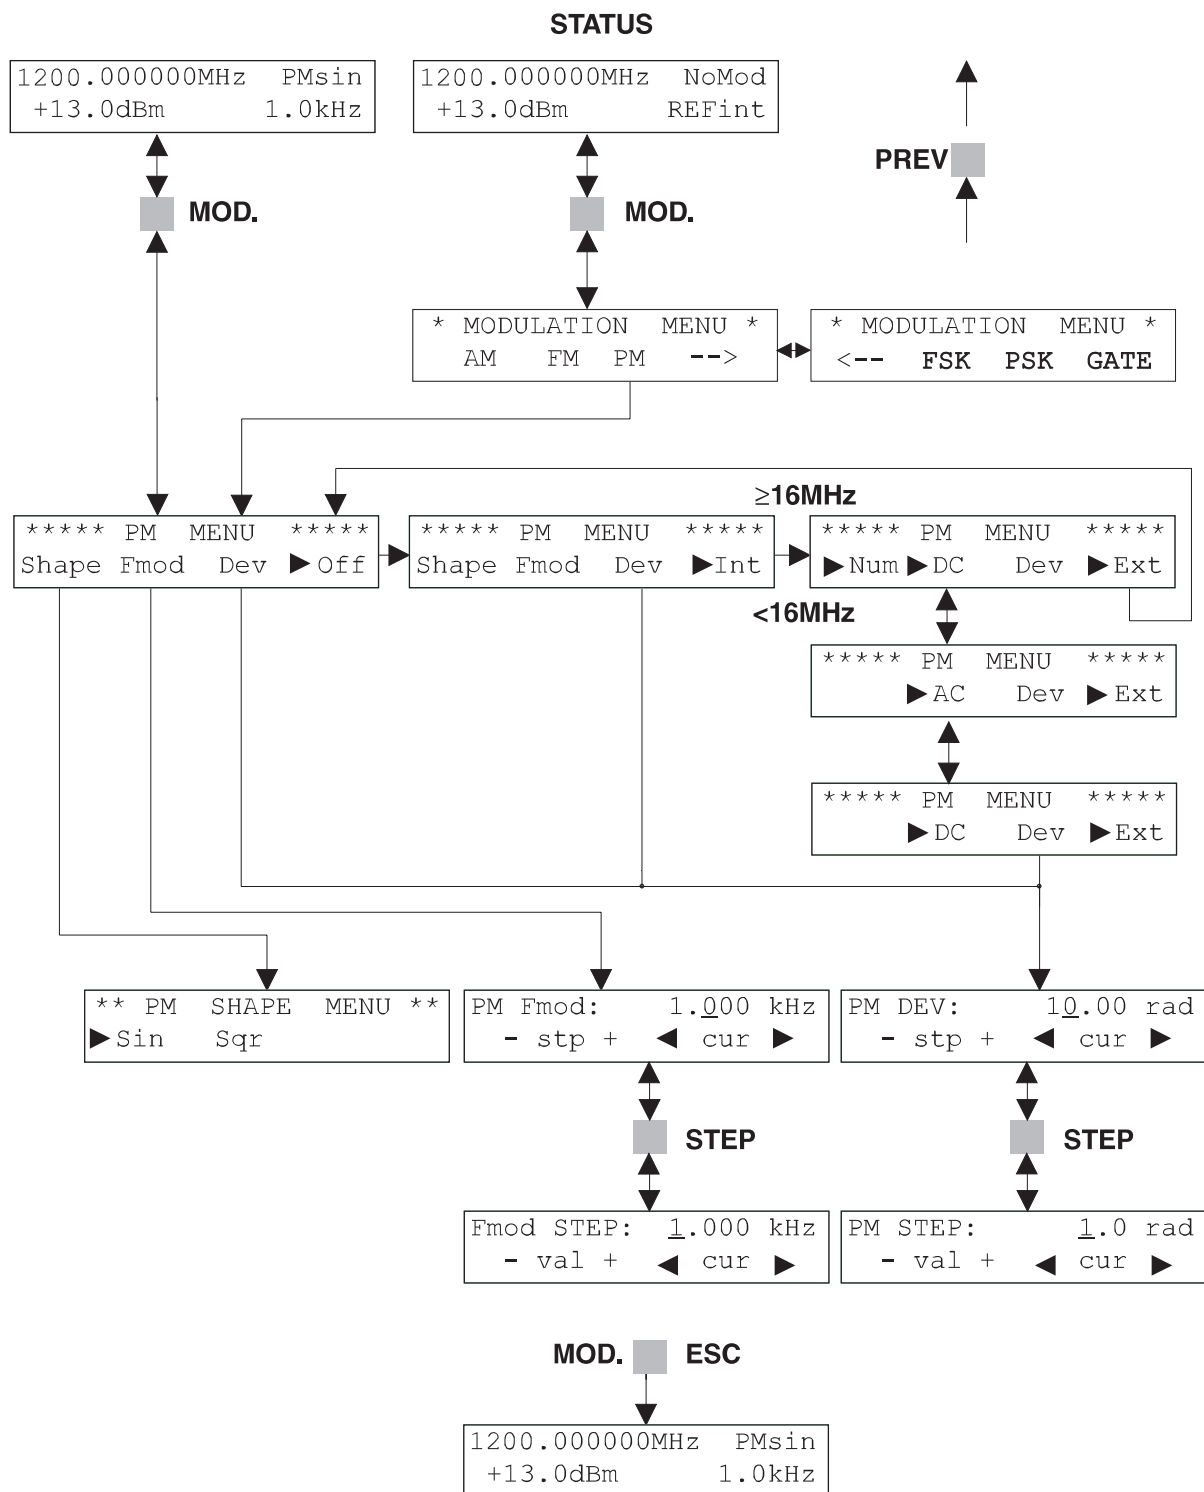 STATUS
1200.000000MHz PMsin
+13.0dBm 1.0kHz
1200.000000MHz NoMod
+13.0dBm REFint
PREV
MOD.
MOD.
* MODULATION MENU *
AM FM PM -->
* MODULATION MENU *
<-- FSK PSK GATE
≥16MHz
***** PM MENU *****
Shape Fmod Dev ▶Off
***** PM MENU *****
Shape Fmod Dev ▶Int
***** PM MENU *****
▶Num ▶DC Dev ▶Ext
<16MHz
***** PM MENU *****
▶AC Dev ▶Ext
***** PM MENU *****
▶DC Dev ▶Ext
** PM SHAPE MENU **
▶Sin Sqr
PM Fmod: 1.000 kHz
- stp + ◀ cur ▶
PM DEV: 10.00 rad
- stp + ◀ cur ▶
STEP
STEP
Fmod STEP: 1.000 kHz
- val + ◀ cur ▶
PM STEP: 1.0 rad
- val + ◀ cur ▶
MOD. ESC
1200.000000MHz PMsin
+13.0dBm 1.0kHz